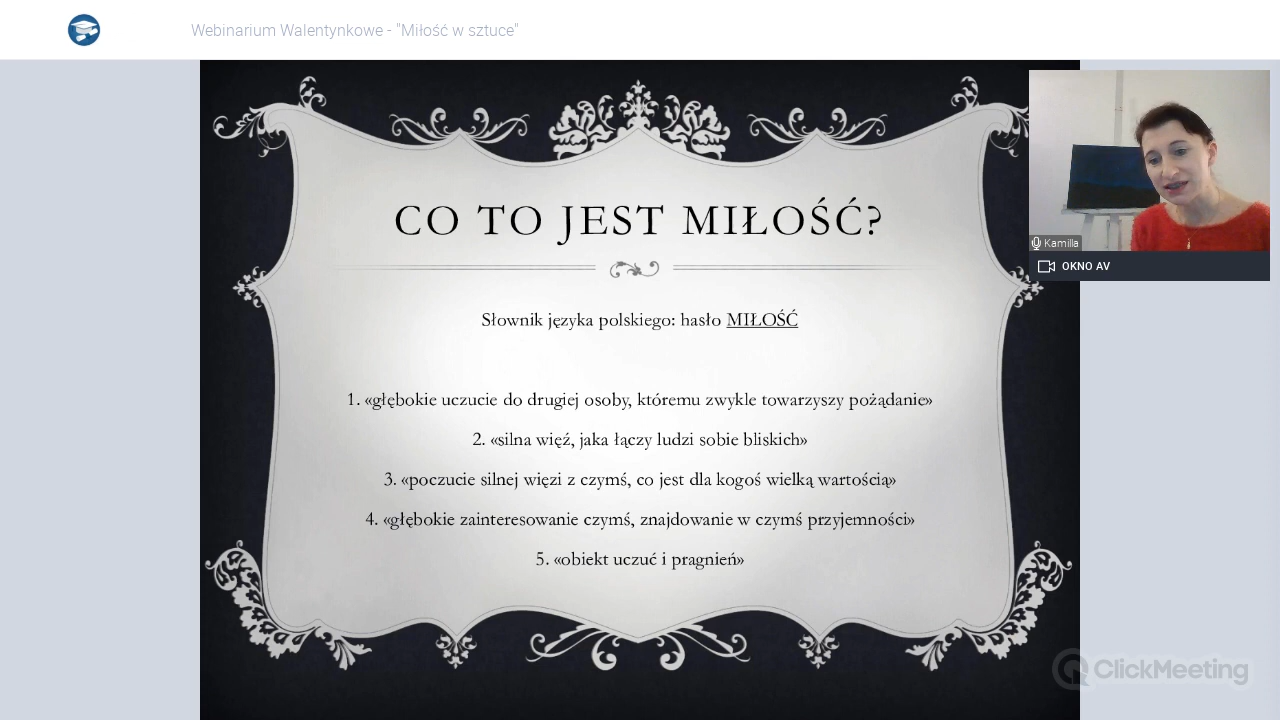 Webinarium Walentynkowe - "Miłość w sztuce"
CO TO JEST MIŁOŚĆ?
Słownik języka polskiego: hasło MIŁOŚĆ
1. «głębokie uczucie do drugiej osoby, któremu zwykle towarzyszy pożądanie»
2. «silna więź, jaka łączy ludzi sobie bliskich»
3. «poczucie silnej więzi z czymś, co jest dla kogoś wielką wartością»
4. «głębokie zainteresowanie czymś, znajdowanie w czymś przyjemności»
5. «obiekt uczuć i pragnień»
Kamilla
OKNO AV
ClickMeeting